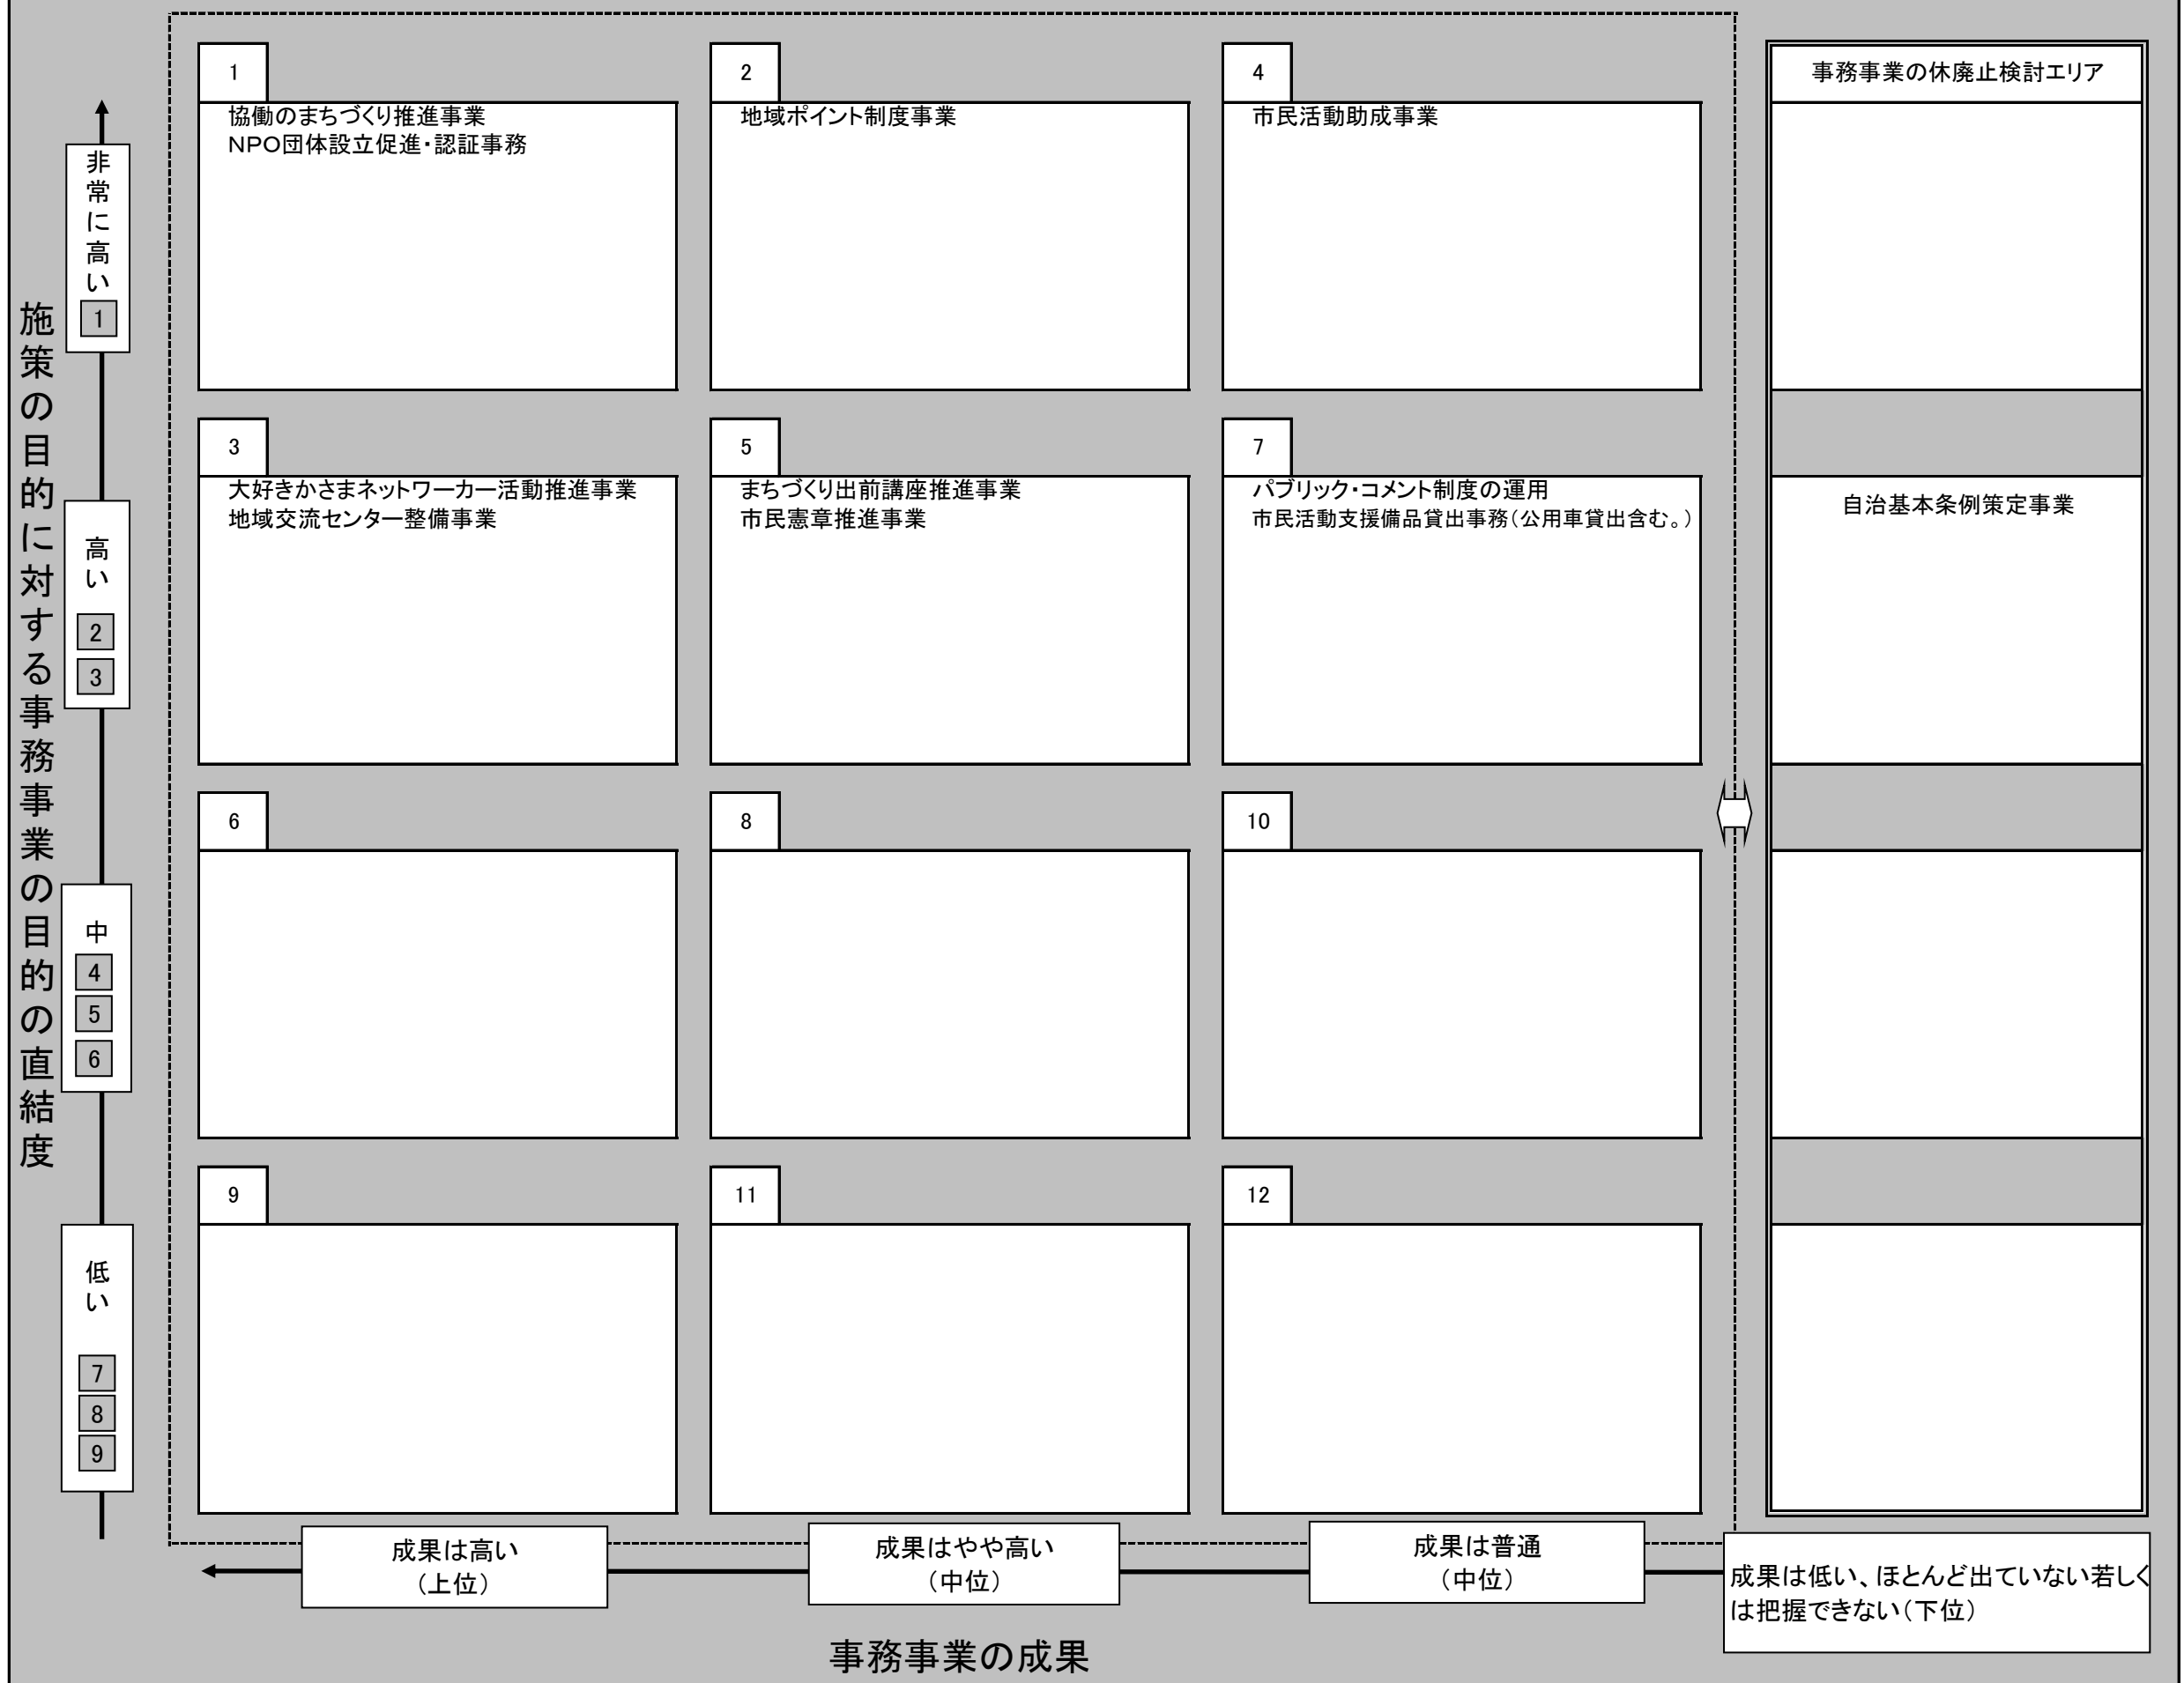 施策の目的に対する事務事業の目的の直結度
非常に高い
1
高い
2
3
中
4
5
6
低い
7
8
9
1
協働のまちづくり推進事業
NPO団体設立促進・認証事務
2
地域ポイント制度事業
4
市民活動助成事業
事務事業の休廃止検討エリア
3
大好きかさまネットワーカー活動推進事業
地域交流センター整備事業
5
まちづくり出前講座推進事業
市民憲章推進事業
7
パブリック・コメント制度の運用
市民活動支援備品貸出事務（公用車貸出含む。）
自治基本条例策定事業
6
8
10
9
11
12
成果は高い
（上位）
成果はやや高い
（中位）
成果は普通
（中位）
成果は低い、ほとんど出ていない若しく
は把握できない（下位）
事務事業の成果